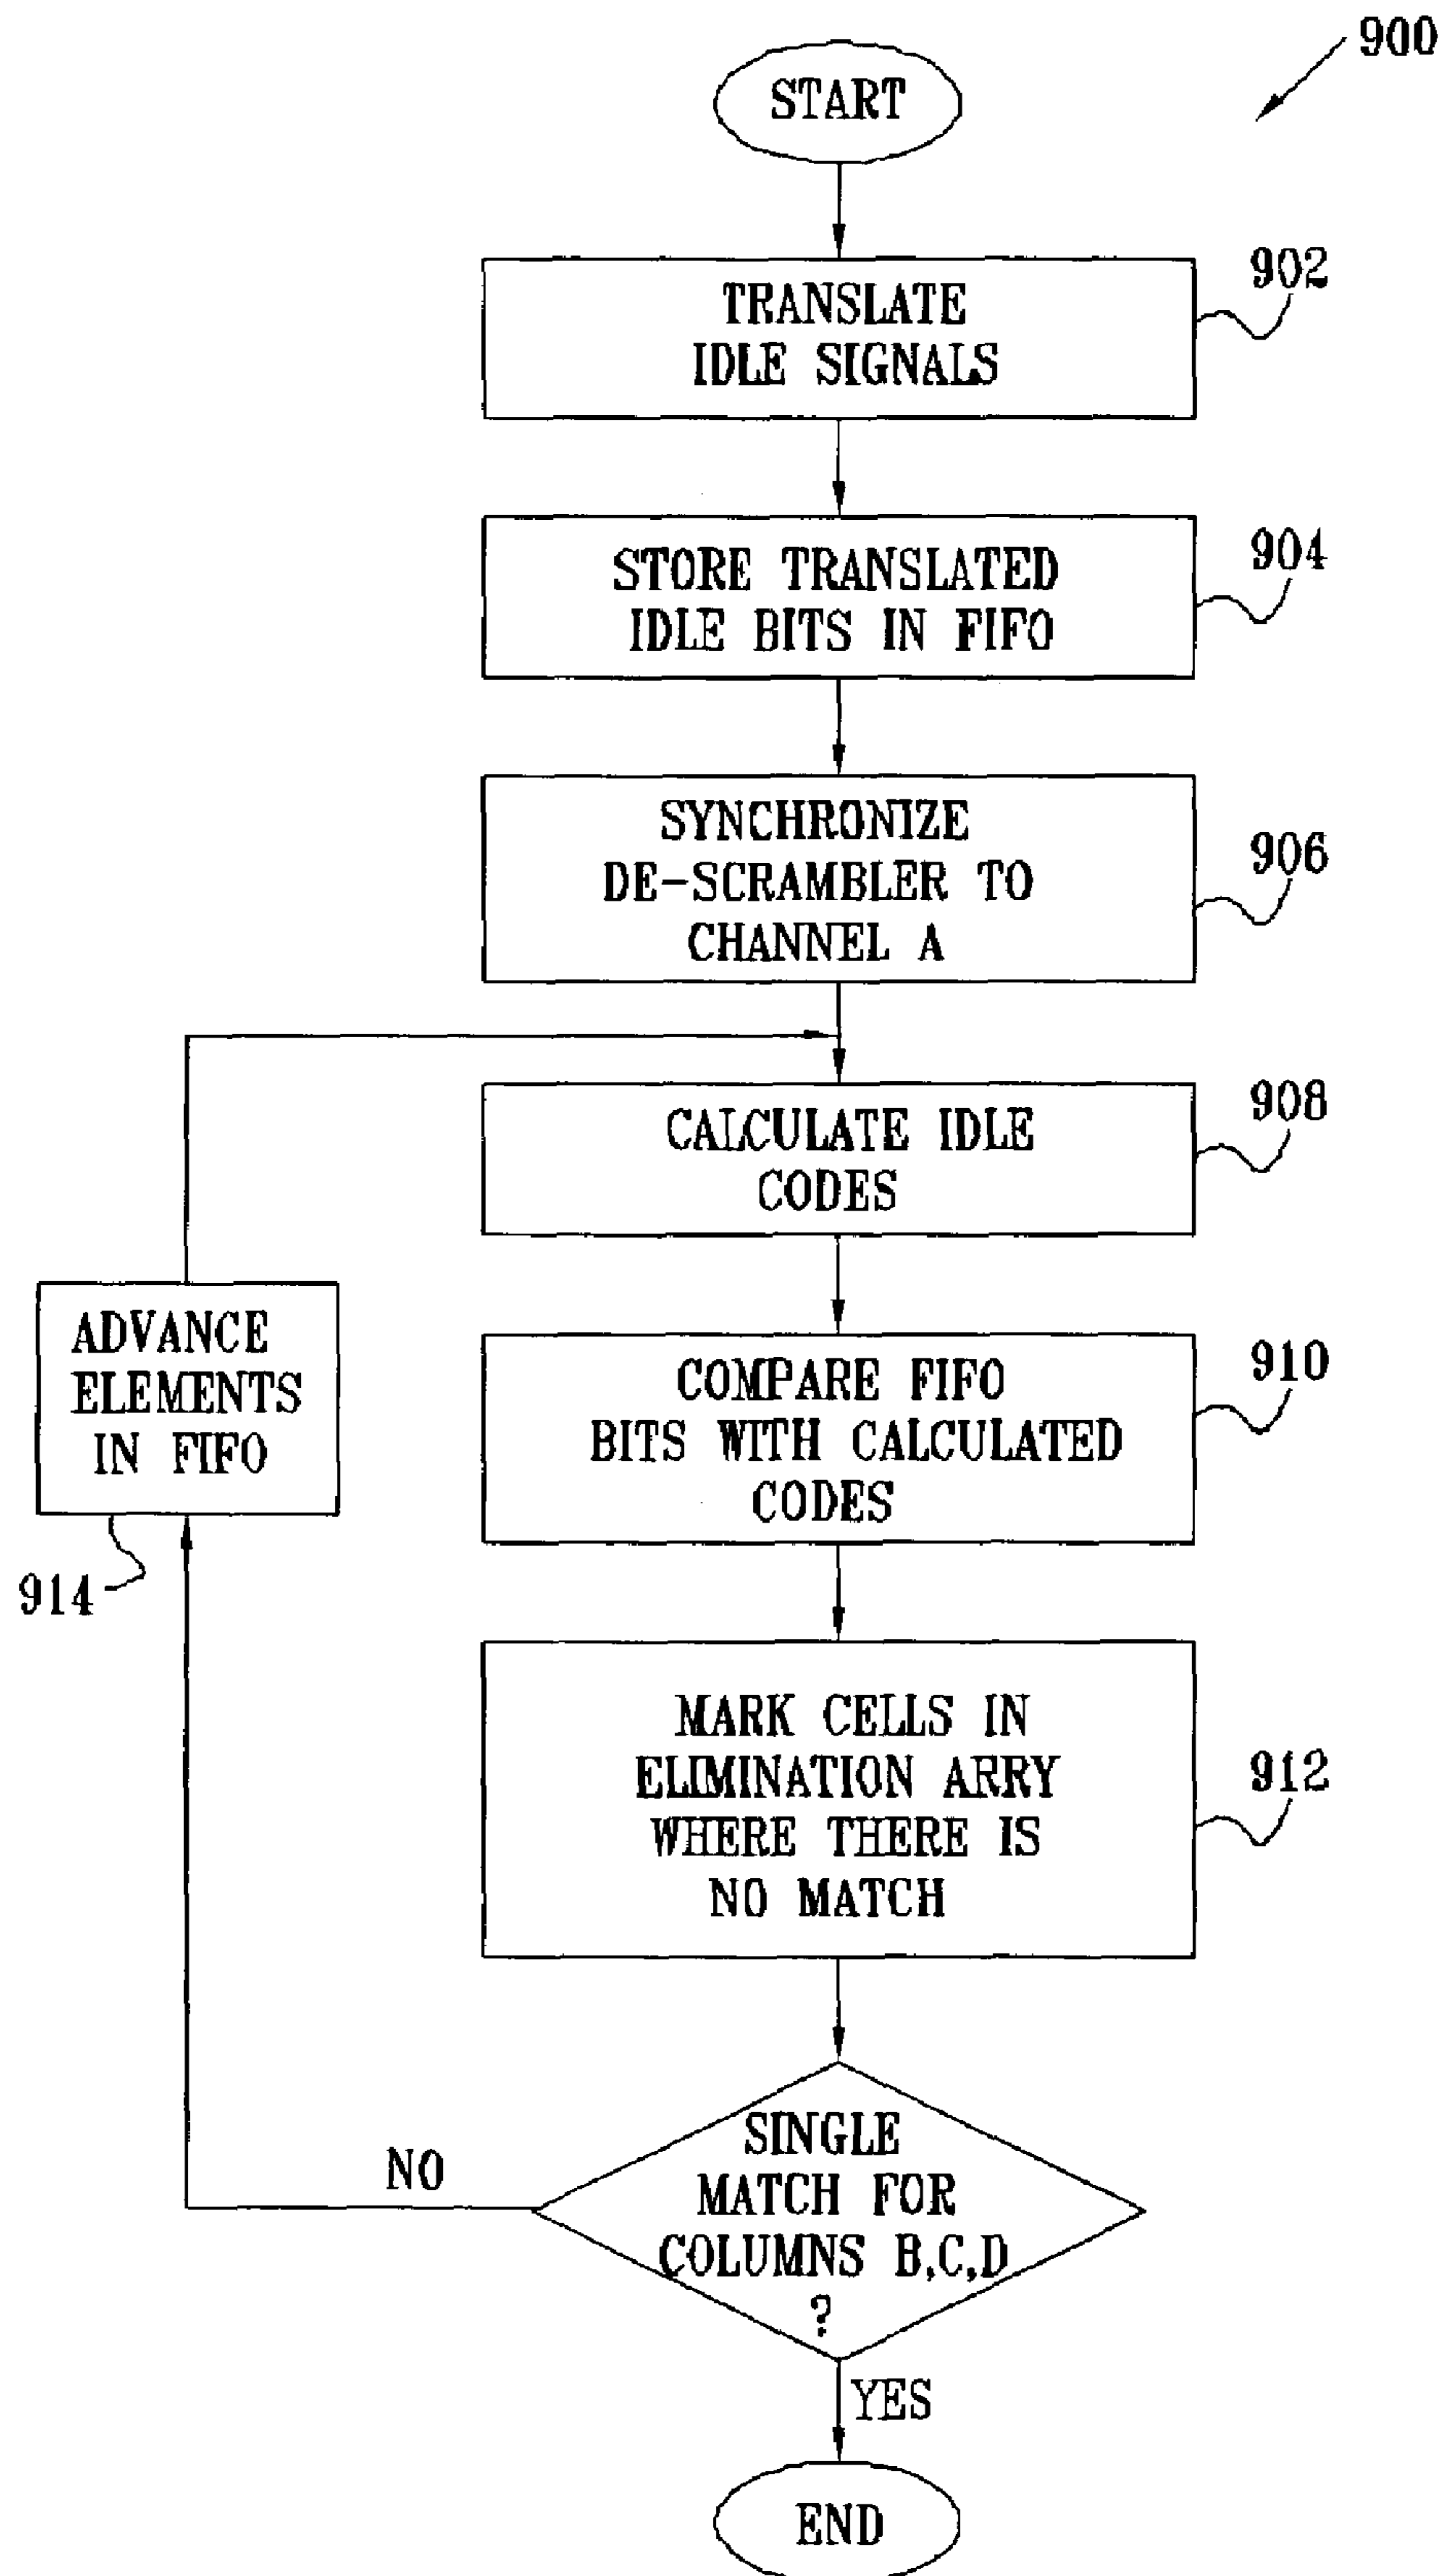 900
START
902
TRANSLATE
IDLE SIGNALS
904
STORE TRANSLATED
IDLE BITS IN FIFO
906
SYNCHRONIZE
DE-SCRAMBLER TO
CHANNEL A
908
CALCULATE IDLE
CODES
ADVANCE
ELEMENTS
IN FIFO
914
910
COMPARE FIFO
BITS WITH CALCULATED
CODES
912
MARK CELLS IN
ELIMINATION ARRY
WHERE THERE IS
NO MATCH
NO
SINGLE
MATCH FOR
COLUMNS B,C,D
?
YES
END